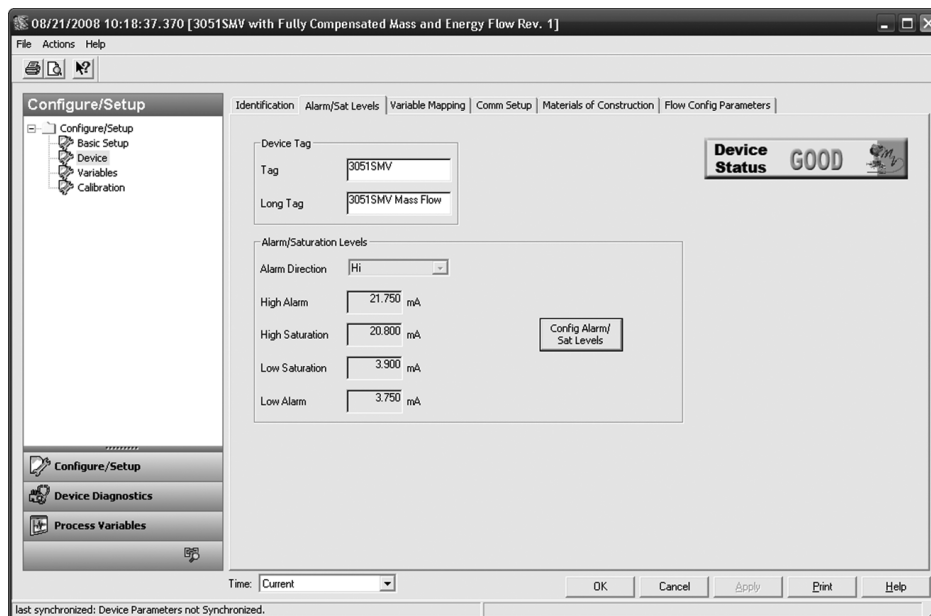 08/21/2008 10:18:37.370 [3051SMV with Fully Compensated Mass and Energy Flow Rev. 1]
File Actions Help
Configure/Setup
Configure/Setup
Basic Setup
Device
Variables
Calibration
Configure/Setup
Device Diagnostics
Process Variables
Identification Alarm/Sat Levels Variable Mapping Comm Setup Materials of Construction Flow Config Parameters
Device Tag
Tag 3051SMV
Long Tag 3051SMV Mass Flow
Device Status GOOD
Alarm/Saturation Levels
Alarm Direction Hi
High Alarm 21.750 mA
High Saturation 20.800 mA
Low Saturation 3.900 mA
Low Alarm 3.750 mA
Config Alarm/
Sat Levels
Time: Current
OK Cancel Apply Print Help
last synchronized: Device Parameters not Synchronized.